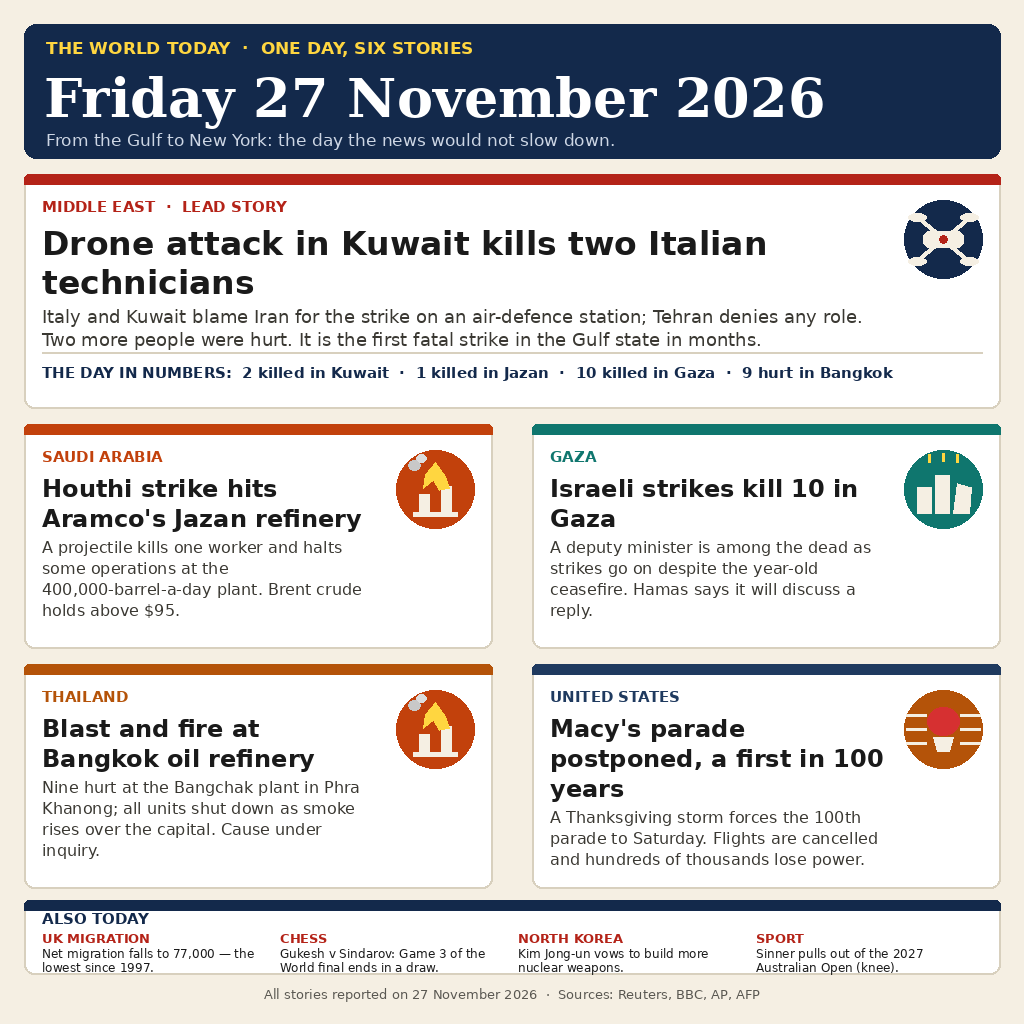 THE WORLD TODAY · ONE DAY, SIX STORIES
Friday 27 November 2026
From the Gulf to New York: the day the news would not slow down.
MIDDLE EAST · LEAD STORY
Drone attack in Kuwait kills two Italian
technicians
Italy and Kuwait blame Iran for the strike on an air-defence station; Tehran denies any role.
Two more people were hurt. It is the first fatal strike in the Gulf state in months.
THE DAY IN NUMBERS: 2 killed in Kuwait · 1 killed in Jazan · 10 killed in Gaza · 9 hurt in Bangkok
SAUDI ARABIA
Houthi strike hits
Aramco's Jazan refinery
A projectile kills one worker and halts
some operations at the
400,000-barrel-a-day plant. Brent crude
holds above $95.
GAZA
Israeli strikes kill 10 in
Gaza
A deputy minister is among the dead as
strikes go on despite the year-old
ceasefire. Hamas says it will discuss a
reply.
THAILAND
Blast and fire at
Bangkok oil refinery
Nine hurt at the Bangchak plant in Phra
Khanong; all units shut down as smoke
rises over the capital. Cause under
inquiry.
UNITED STATES
Macy's parade
postponed, a first in 100
years
A Thanksgiving storm forces the 100th
parade to Saturday. Flights are cancelled
and hundreds of thousands lose power.
ALSO TODAY
UK MIGRATION
Net migration falls to 77,000 — the
lowest since 1997.
CHESS
Gukesh v Sindarov: Game 3 of the
World final ends in a draw.
NORTH KOREA
Kim Jong-un vows to build more
nuclear weapons.
SPORT
Sinner pulls out of the 2027
Australian Open (knee).
All stories reported on 27 November 2026 · Sources: Reuters, BBC, AP, AFP